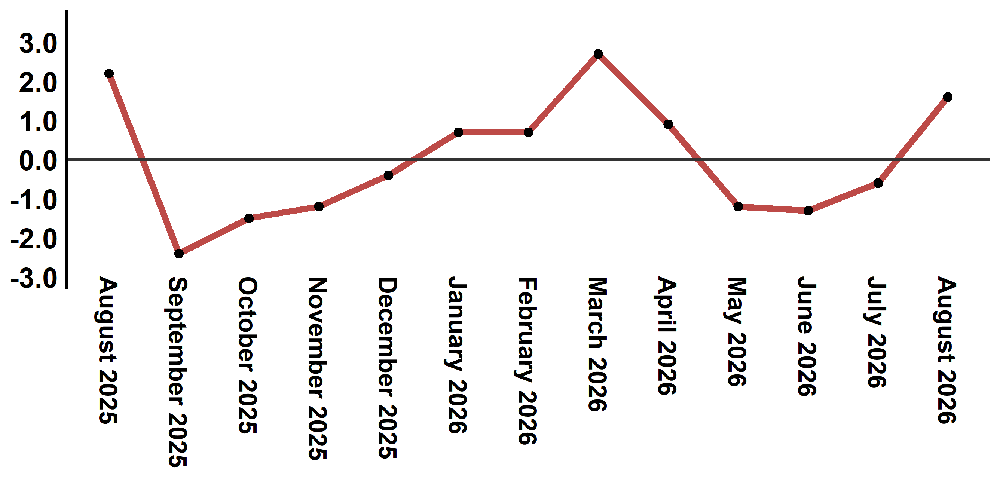 3.0
2.0
1.0
0.0
-1.0
-2.0
-3.0
August 2025
September 2025
October 2025
November 2025
December 2025
January 2026
February 2026
March 2026
April 2026
May 2026
June 2026
July 2026
August 2026